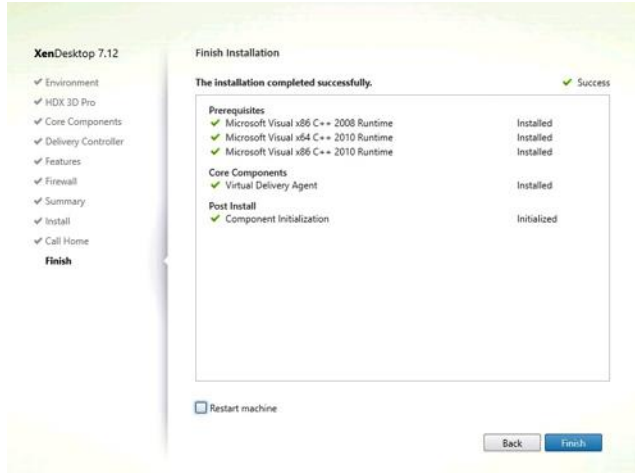 XenDesktop 7.12
Environment
HDX 3D Pro
Core Components
Delivery Controller
Features
Firewall
Summary
Install
Call Home
Finish
Finish Installation
The installation completed successfully. Success
Prerequisites
Microsoft Visual x86 C++ 2008 Runtime Installed
Microsoft Visual x64 C++ 2010 Runtime Installed
Microsoft Visual x86 C++ 2010 Runtime Installed
Core Components
Virtual Delivery Agent Installed
Post Install
Component Initialization Initialized
Restart machine
Back Finish